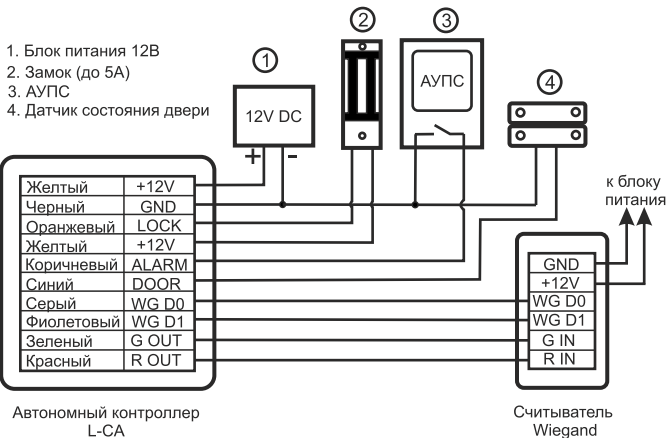 1. Блок питания 12В
2. Замок (до 5А)
3. АУПС
4. Датчик состояния двери
1
2
3
4
12V DC
+ -
АУПС
к блоку
питания
Желтый +12V
Черный GND
Оранжевый LOCK
Желтый +12V
Коричневый ALARM
Синий DOOR
Серый WG D0
Фиолетовый WG D1
Зеленый G OUT
Красный R OUT
GND
+12V
WG D0
WG D1
G IN
R IN
Автономный контроллер
L-CA
Считыватель
Wiegand